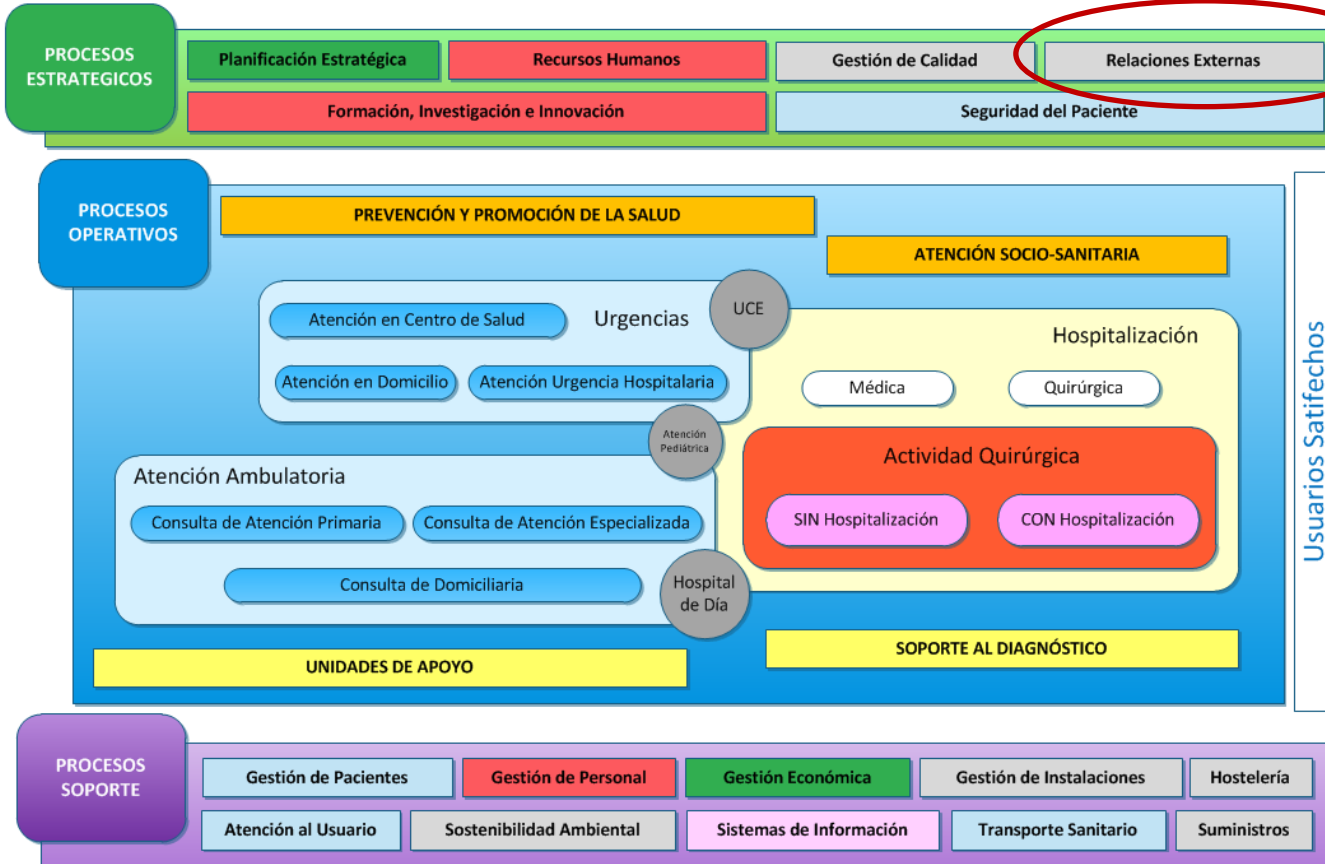 PROCESOS
ESTRATEGICOS
Planificación Estratégica
Recursos Humanos
Gestión de Calidad
Relaciones Externas
Formación, Investigación e Innovación
Seguridad del Paciente
PROCESOS
OPERATIVOS
PREVENCIÓN Y PROMOCIÓN DE LA SALUD
ATENCIÓN SOCIO-SANITARIA
Atención en Centro de Salud
Urgencias
UCE
Atención en Domicilio
Atención Urgencia Hospitalaria
Hospitalización
Médica
Quirúrgica
Atención
Pediátrica
Actividad Quirúrgica
SIN Hospitalización
CON Hospitalización
Atención Ambulatoria
Consulta de Atención Primaria
Consulta de Atención Especializada
Consulta de Domiciliaria
Hospital
de Día
UNIDADES DE APOYO
SOPORTE AL DIAGNÓSTICO
Usuarios Satifechos
PROCESOS
SOPORTE
Gestión de Pacientes
Gestión de Personal
Gestión Económica
Gestión de Instalaciones
Hostelería
Atención al Usuario
Sostenibilidad Ambiental
Sistemas de Información
Transporte Sanitario
Suministros